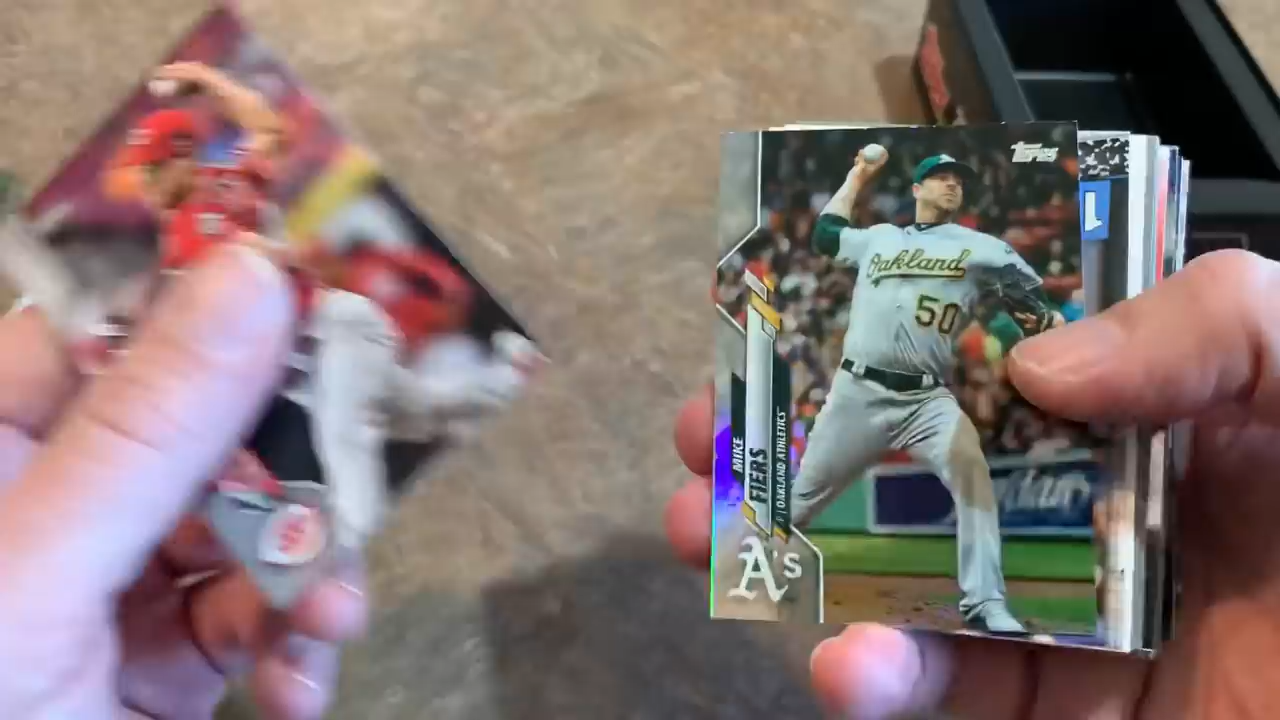 Topps
Oakland
50
MIKE
FIERS
P | OAKLAND ATHLETICS
A's